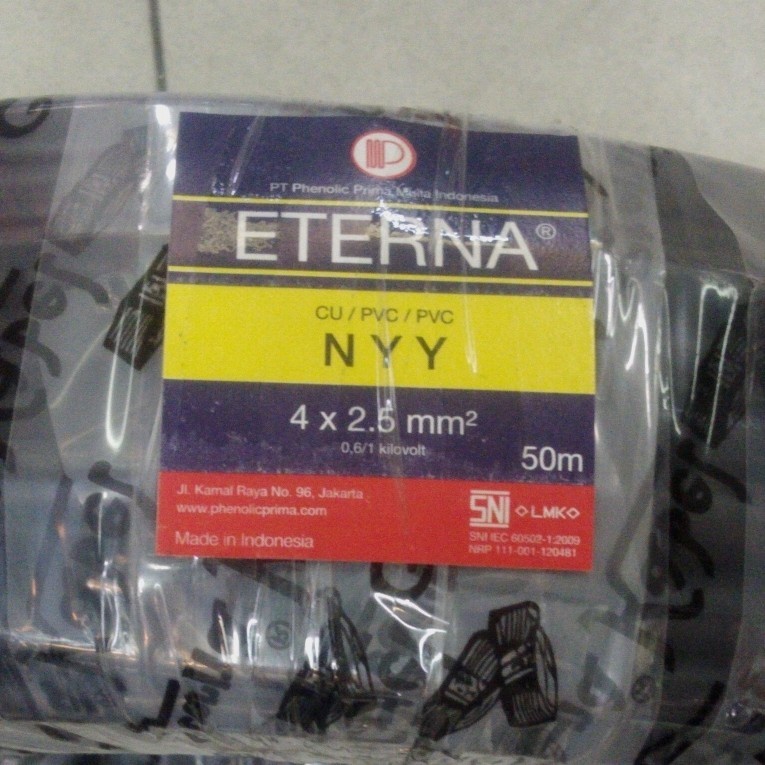 PT Phenolic Prima Mulia Indonesia
ETERNA®
CU / PVC / PVC
NYY
4 x 2.5 mm²
0,6/1 kilovolt
50m
Jl. Kamal Raya No. 96, Jakarta
www.phenolicprima.com
Made in Indonesia
SNI
LMK
SNI IEC 60502-1:2009
NRP 111-001-120481